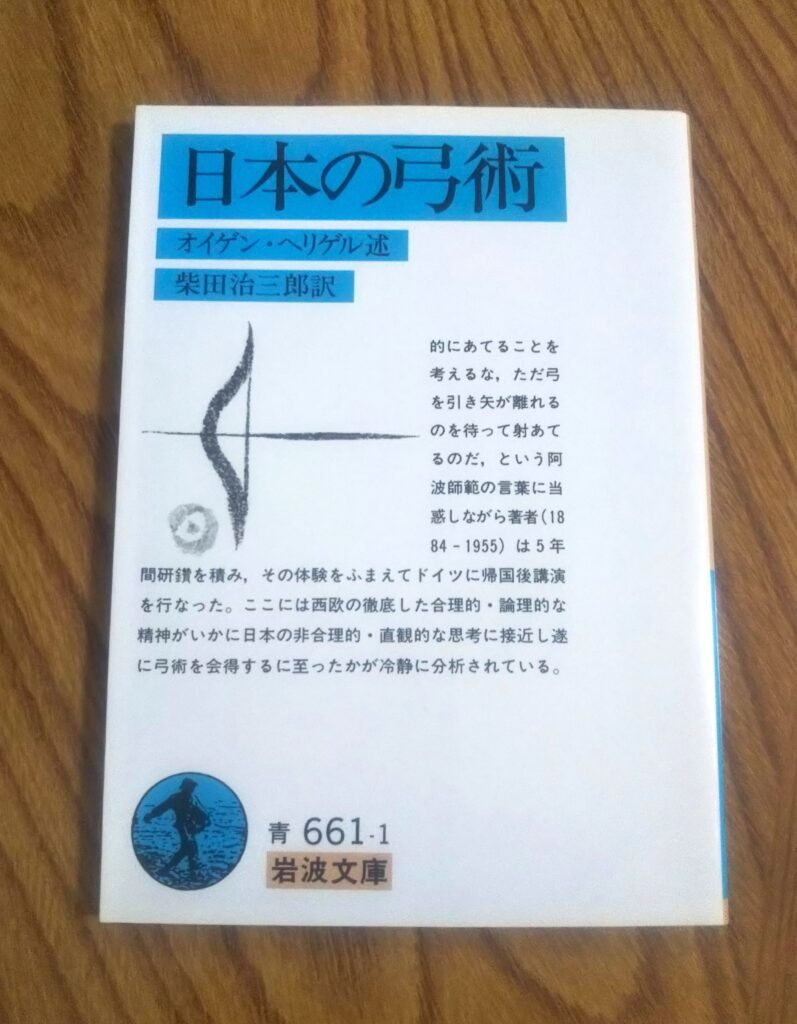 日本の弓術
オイゲン・ヘリゲル述
柴田治三郎訳
的にあてることを
考えるな，ただ弓
を引き矢が離れる
のを待って射あて
るのだ，という阿
波師範の言葉に当
惑しながら著者(18
84-1955) は5年
間研鑽を積み，その体験をふまえてドイツに帰国後講演
を行なった。ここには西欧の徹底した合理的・論理的な
精神がいかに日本の非合理的・直観的な思考に接近し遂
に弓術を会得するに至ったかが冷静に分析されている。
青 661-1
岩波文庫